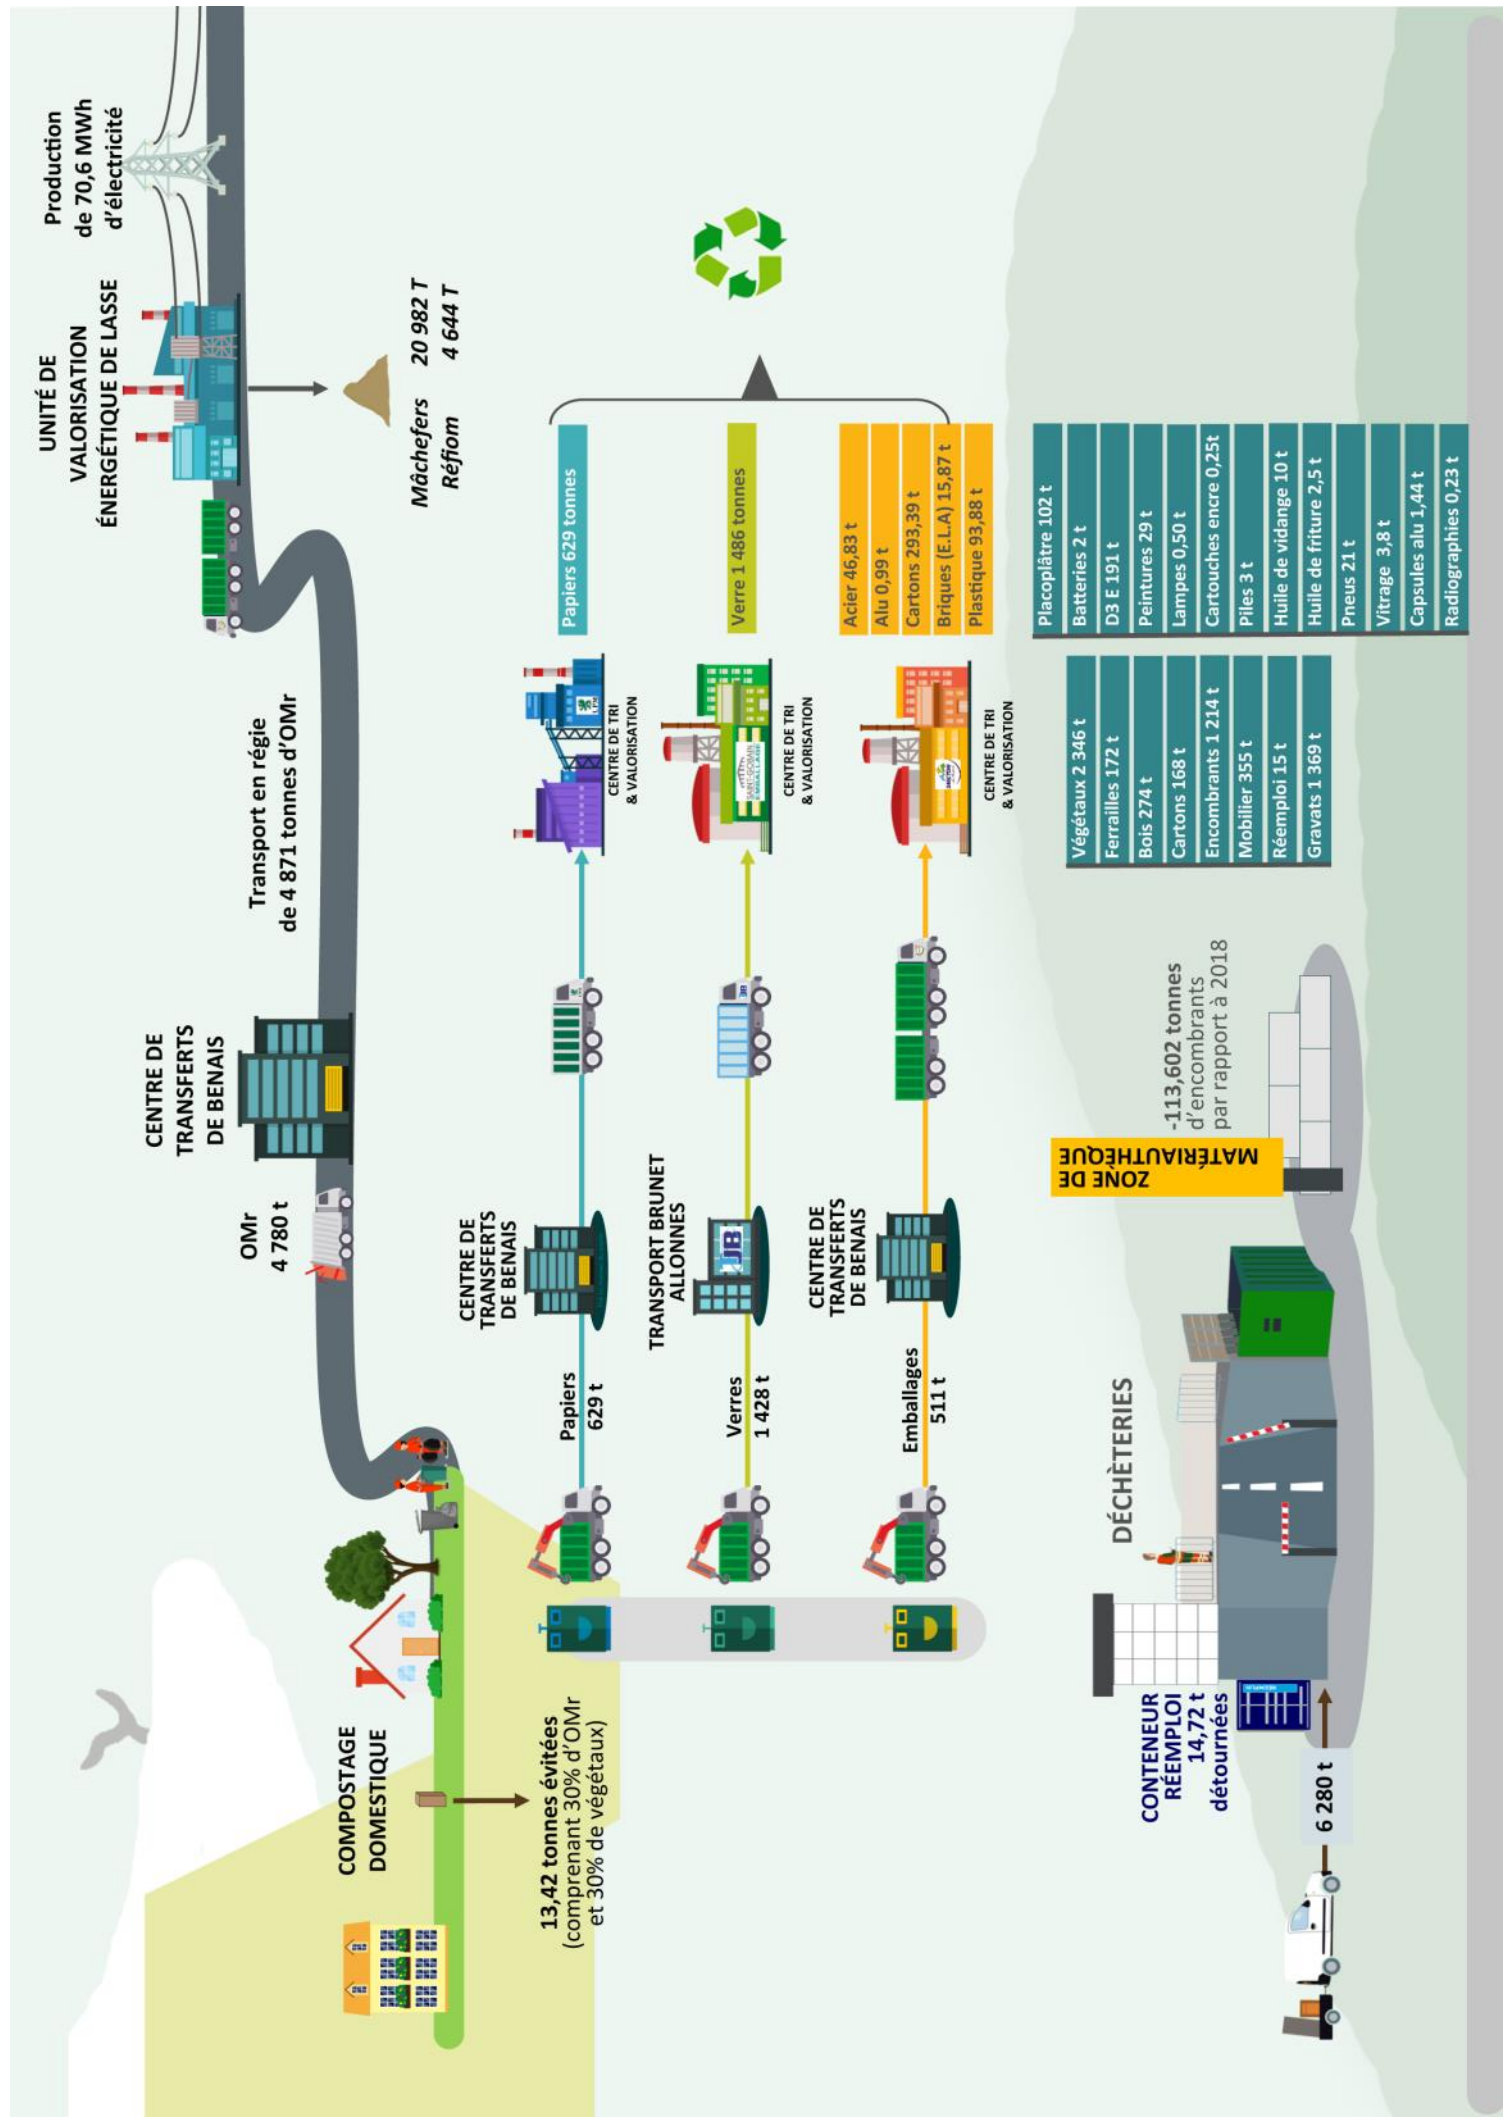 COMPOSTAGE
DOMESTIQUE
13,42 tonnes évitées
(comprenant 30% d'OMr
et 30% de végétaux)
OMr
4 780 t
CENTRE DE
TRANSFERTS
DE BENAIS
Transport en régie
de 4 871 tonnes d'OMr
UNITÉ DE
VALORISATION
ÉNERGÉTIQUE DE LASSE
Production
de 70,6 MWh
d'électricité
Mâchefers 20 982 T
Réfiom 4 644 T
Papiers
629 t
CENTRE DE
TRANSFERTS
DE BENAIS
CENTRE DE TRI
& VALORISATION
Papiers 629 tonnes
Verres
1 428 t
TRANSPORT BRUNET
ALLONNES
JB
SAINT-GOBAIN
EMBALLAGE
CENTRE DE TRI
& VALORISATION
Verre 1 486 tonnes
Emballages
511 t
CENTRE DE
TRANSFERTS
DE BENAIS
CENTRE DE TRI
& VALORISATION
Acier 46,83 t
Alu 0,99 t
Cartons 293,39 t
Briques (E.L.A) 15,87 t
Plastique 93,88 t
DÉCHÈTERIES
CONTENEUR
RÉEMPLOI
14,72 t
détournées
RÉEMPLOI
6 280 t
ZONE DE
MATÉRIAUTHÈQUE
-113,602 tonnes
d'encombrants
par rapport à 2018
Végétaux 2 346 t
Ferrailles 172 t
Bois 274 t
Cartons 168 t
Encombrants 1 214 t
Mobilier 355 t
Réemploi 15 t
Gravats 1 369 t
Placoplâtre 102 t
Batteries 2 t
D3 E 191 t
Peintures 29 t
Lampes 0,50 t
Cartouches encre 0,25t
Piles 3 t
Huile de vidange 10 t
Huile de friture 2,5 t
Pneus 21 t
Vitrage 3,8 t
Capsules alu 1,44 t
Radiographies 0,23 t